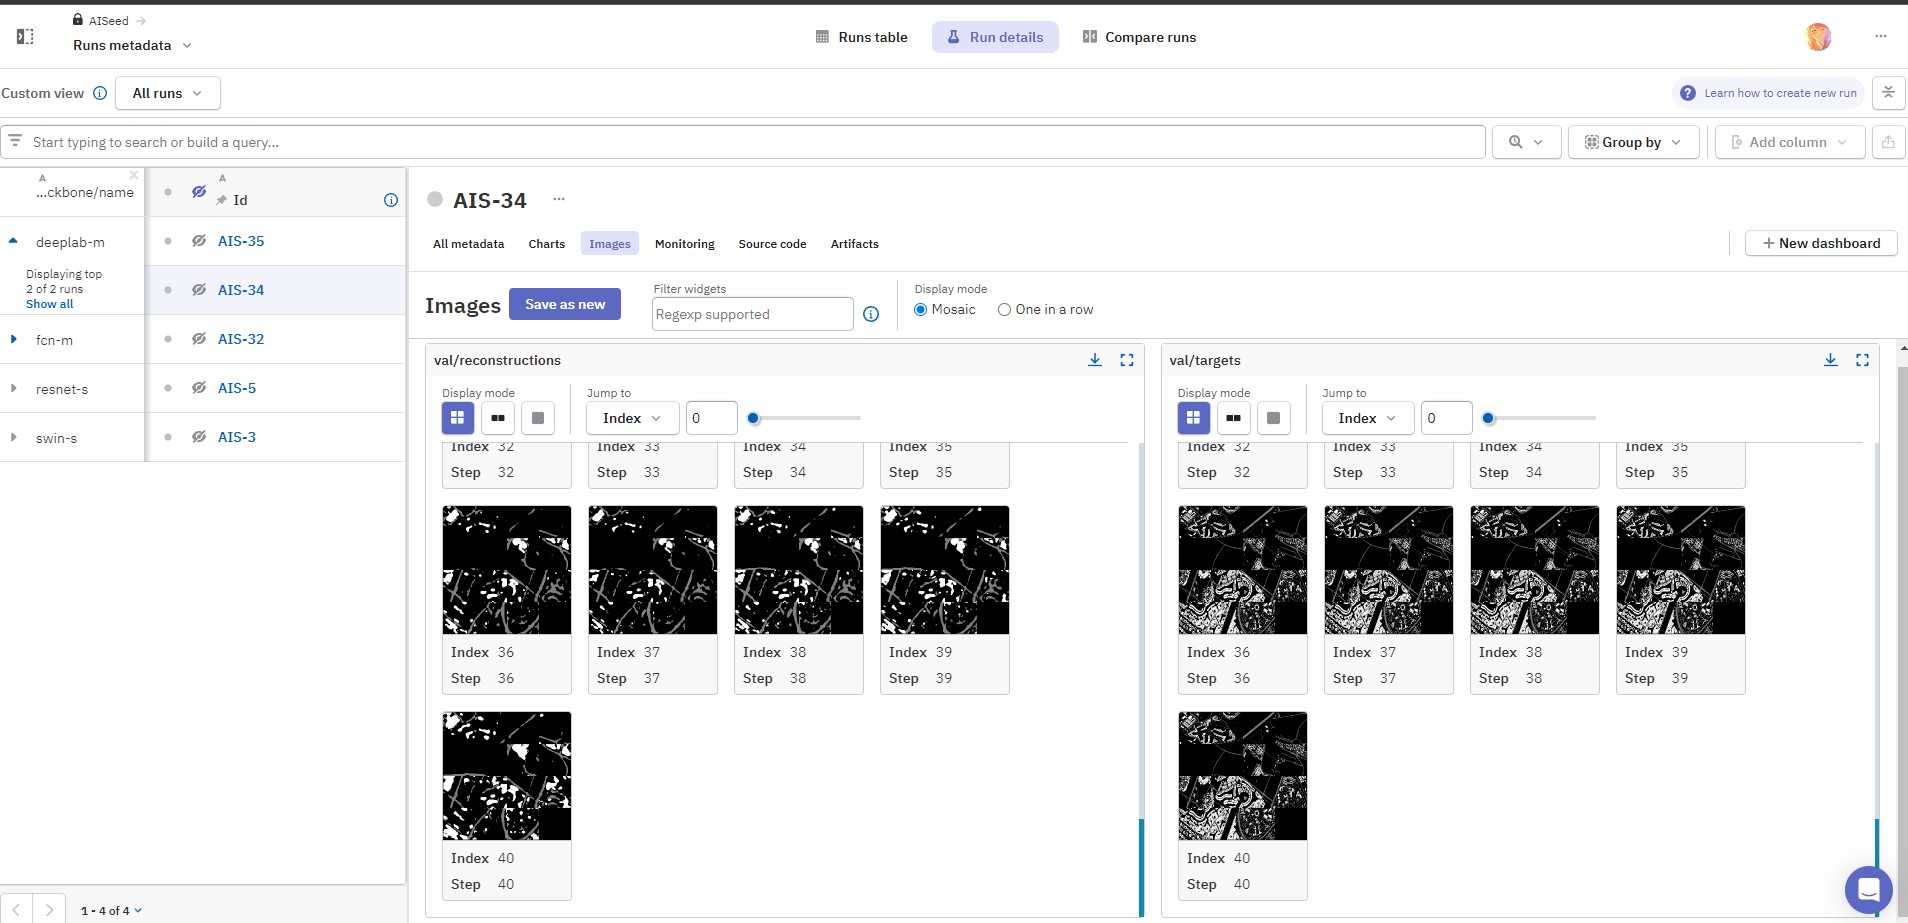 AISeed
Runs metadata
Runs table
Run details
Compare runs
Custom view
All runs
Learn how to create new run
Start typing to search or build a query...
Group by
Add column
A
...ckbone/name
A
Id
deeplab-m
Displaying top
2 of 2 runs
Show all
fcn-m
resnet-s
swin-s
AIS-35
AIS-34
AIS-32
AIS-5
AIS-3
1 - 4 of 4
AIS-34
All metadata
Charts
Images
Monitoring
Source code
Artifacts
New dashboard
Images
Save as new
Filter widgets
Regexp supported
Display mode
Mosaic
One in a row
val/reconstructions
Display mode
Jump to
Index
0
Index 32
Step 32
Index 33
Step 33
Index 34
Step 34
Index 35
Step 35
Index 36
Step 36
Index 37
Step 37
Index 38
Step 38
Index 39
Step 39
Index 40
Step 40
val/targets
Display mode
Jump to
Index
0
Index 32
Step 32
Index 33
Step 33
Index 34
Step 34
Index 35
Step 35
Index 36
Step 36
Index 37
Step 37
Index 38
Step 38
Index 39
Step 39
Index 40
Step 40